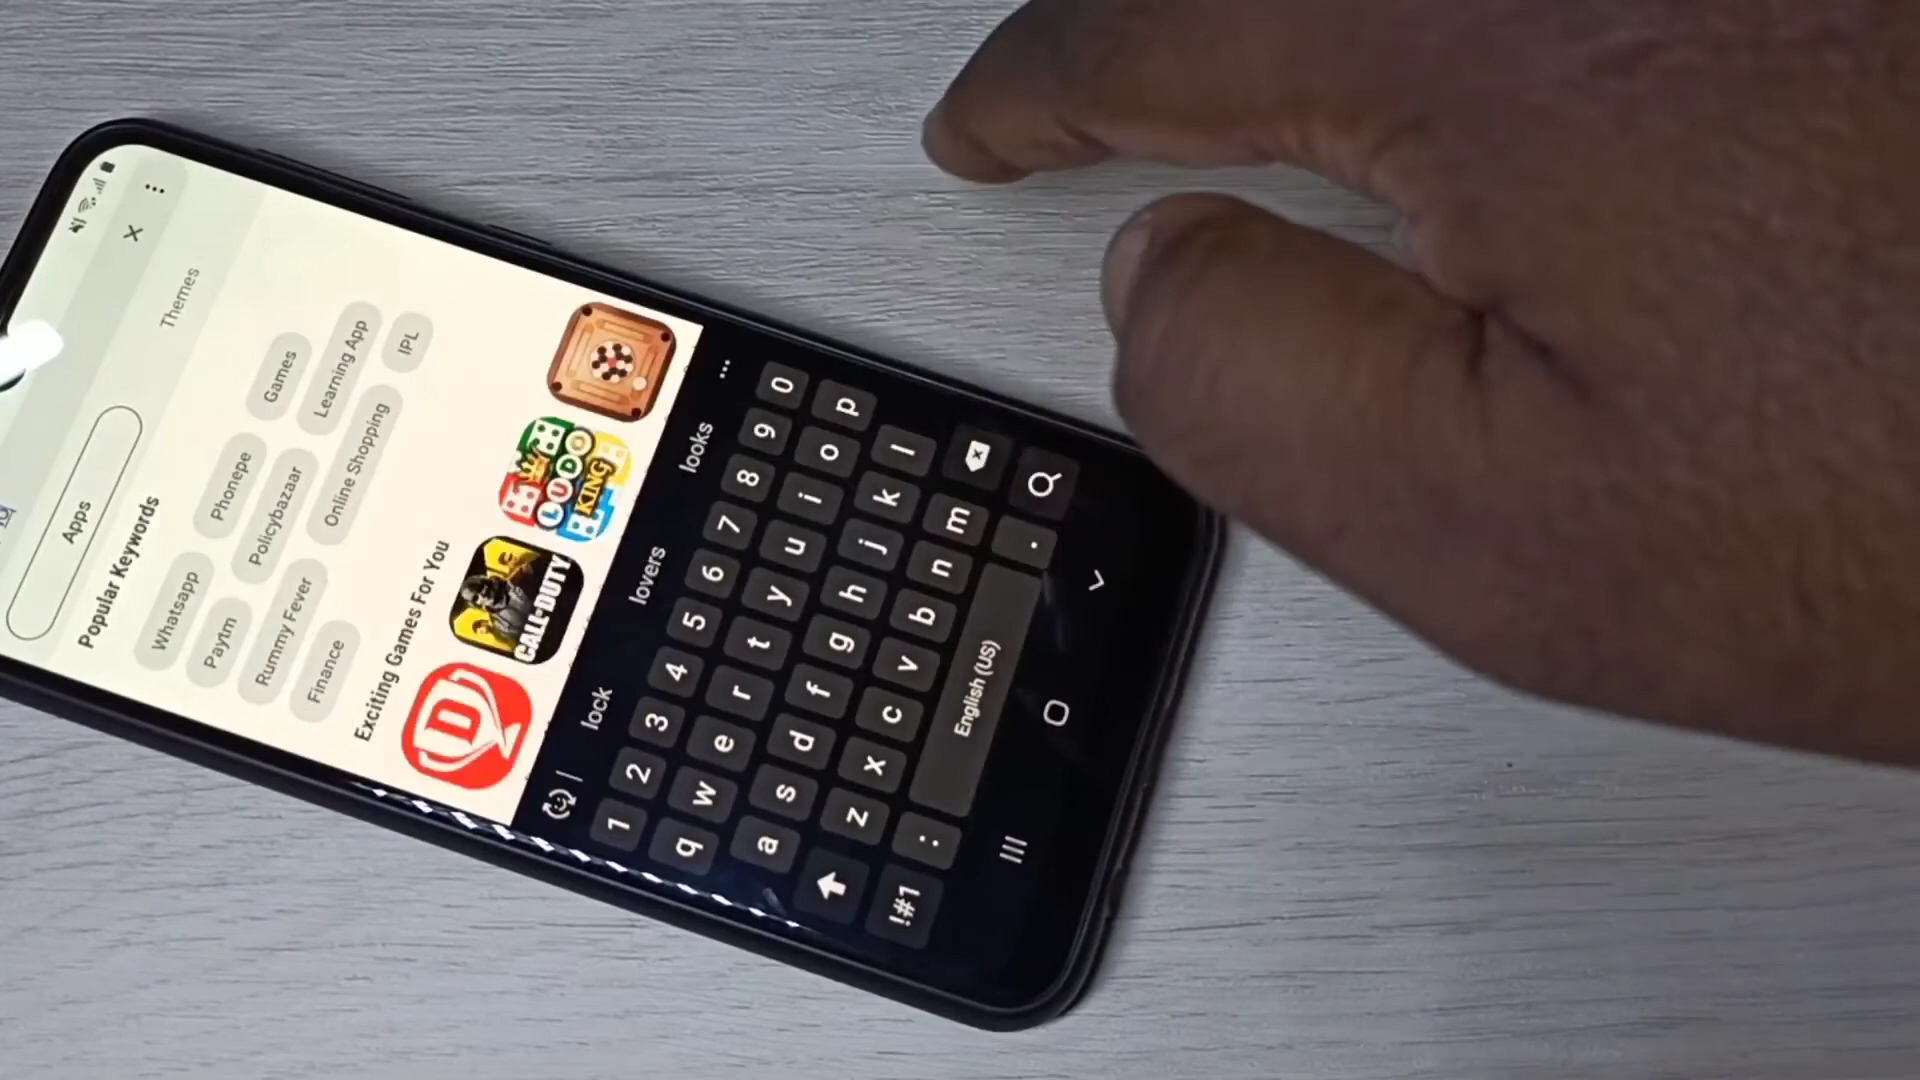 Apps Themes
Popular Keywords
Whatsapp Phonepe Games
Paytm Policybazaar Learning App
Rummy Fever Online Shopping IPL
Finance
Exciting Games For You
D CALL OF DUTY LUDO KING
lock lovers looks
1 2 3 4 5 6 7 8 9 0
q w e r t y u i o p
a s d f g h j k l
z x c v b n m
!#1 : English (US) .